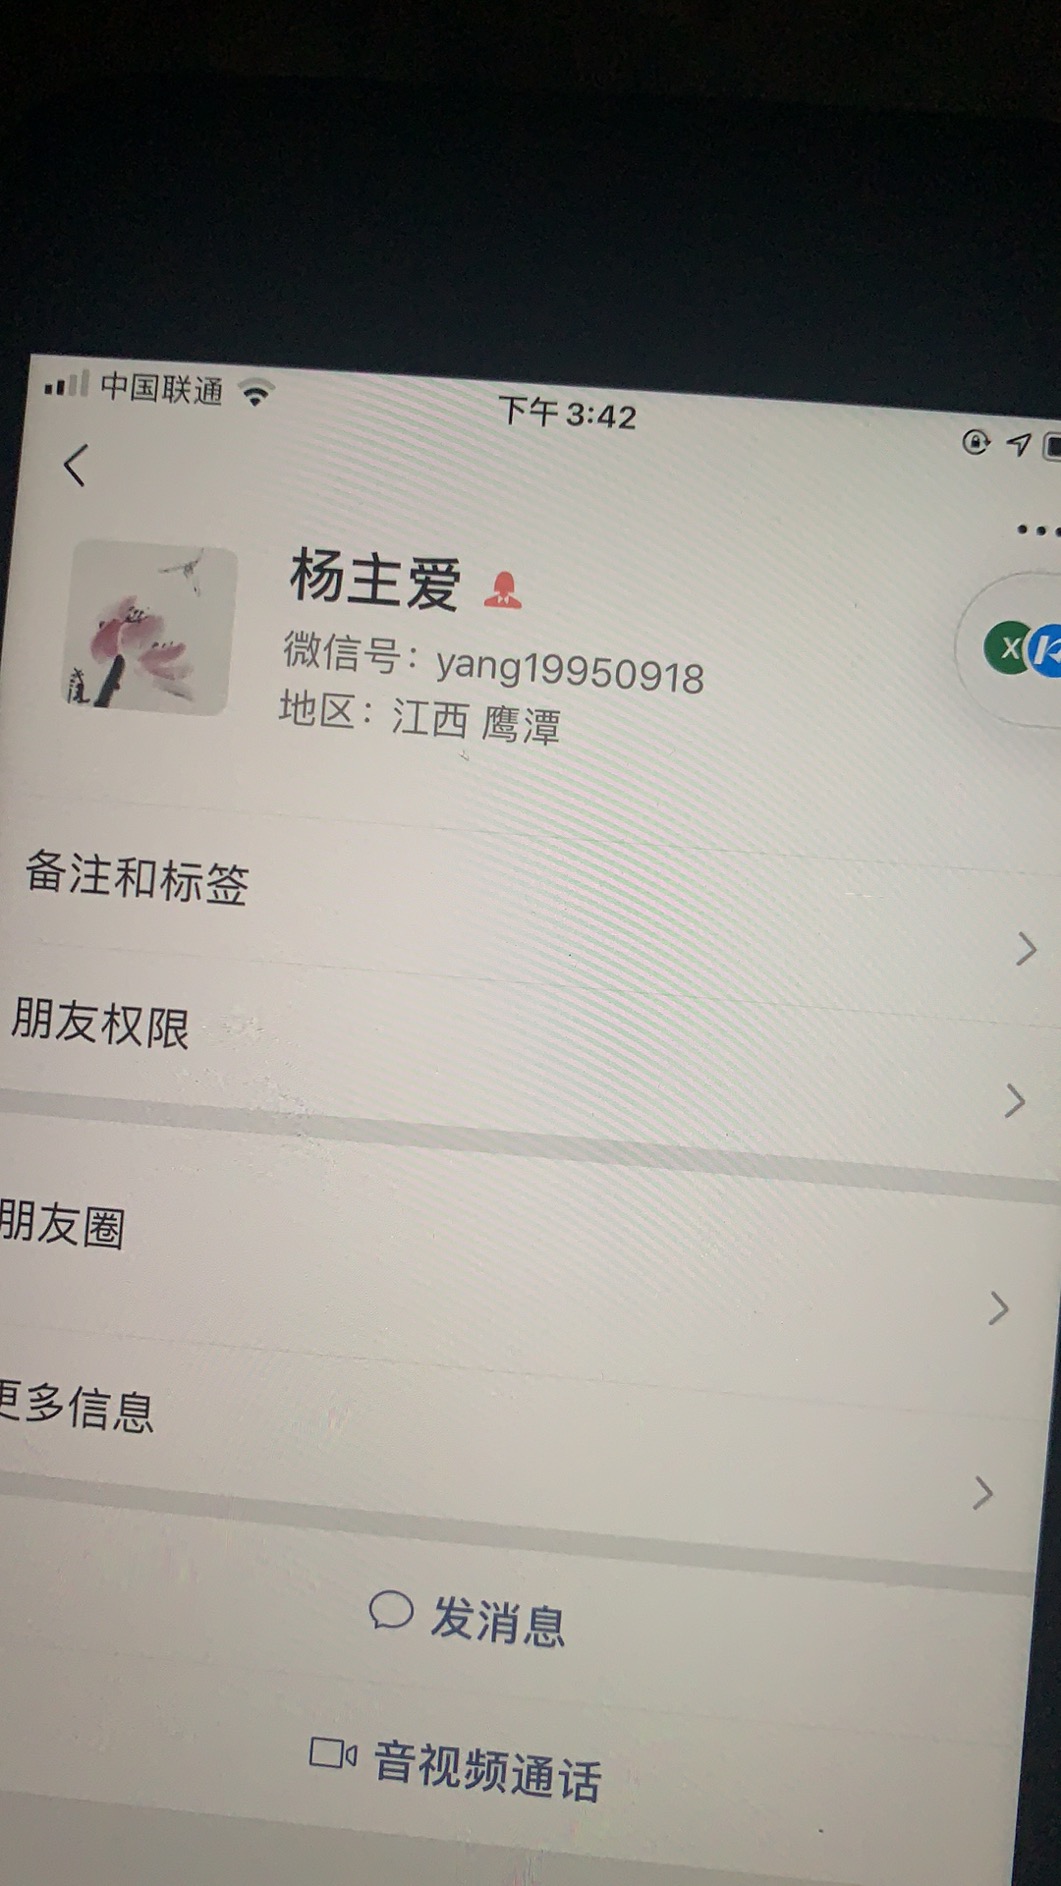 中国联通
下午 3:42
杨主爱
微信号：yang19950918
地区：江西 鹰潭
X
备注和标签
朋友权限
朋友圈
更多信息
发消息
音视频通话